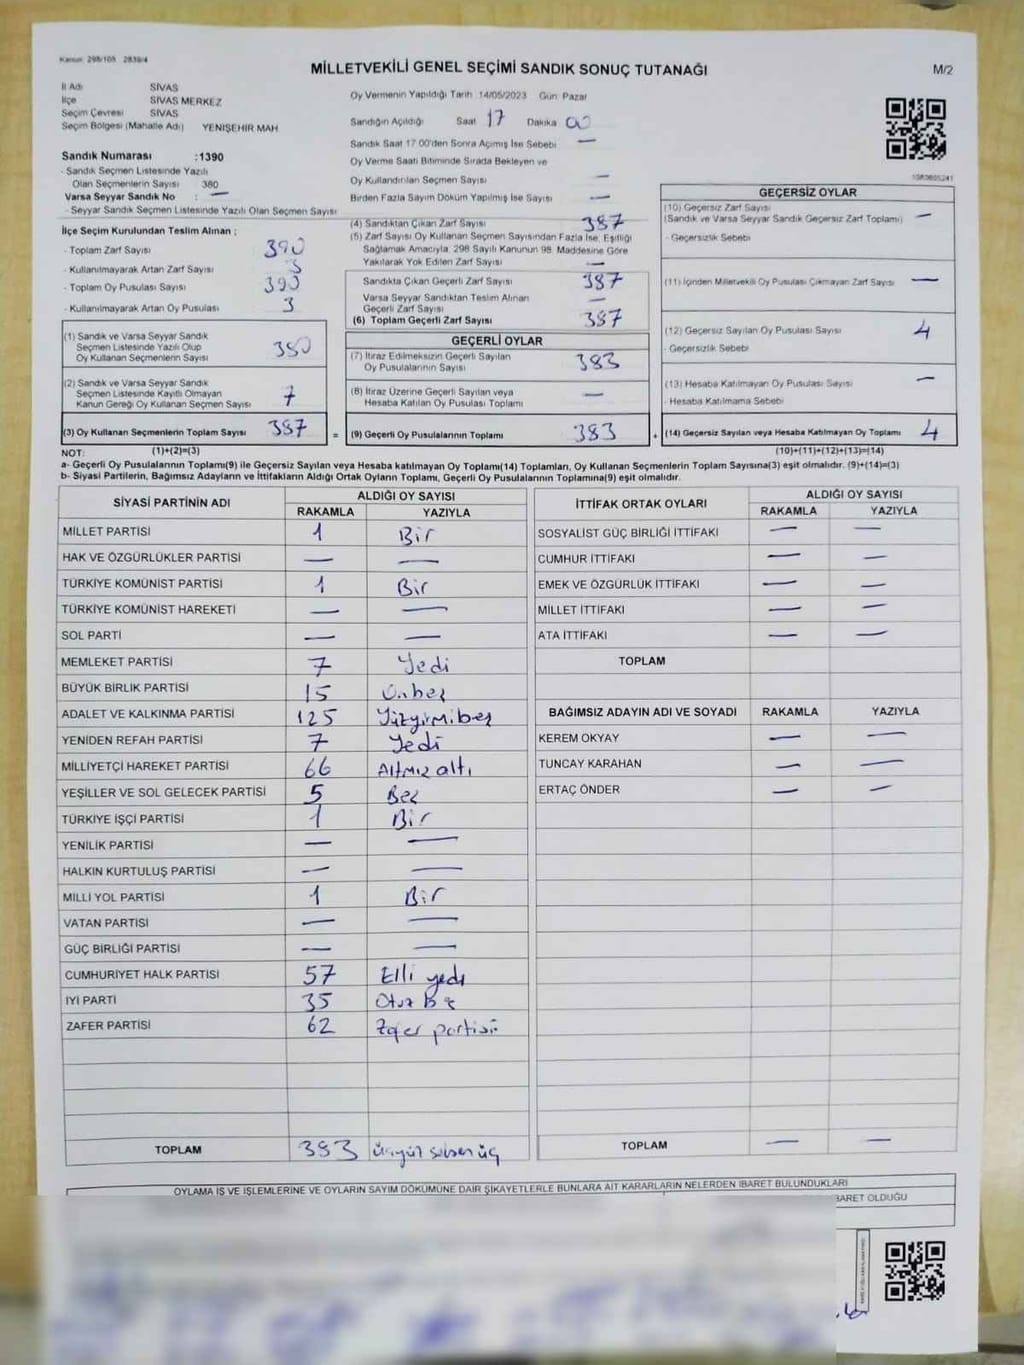 Kanun 298/105 2839/4
MİLLETVEKİLİ GENEL SEÇİMİ SANDIK SONUÇ TUTANAĞI
M/2
İl Adı SİVAS
İlçe SİVAS MERKEZ
Seçim Çevresi SİVAS
Seçim Bölgesi (Mahalle Adı) YENİŞEHİR MAH
Sandık Numarası :1390
- Sandık Seçmen Listesinde Yazılı
Olan Seçmenlerin Sayısı 380
Varsa Seyyar Sandık No : —
- Seyyar Sandık Seçmen Listesinde Yazılı Olan Seçmen Sayısı
İlçe Seçim Kurulundan Teslim Alınan ;
- Toplam Zarf Sayısı 390
- Kullanılmayarak Artan Zarf Sayısı 3
- Toplam Oy Pusulası Sayısı 390
- Kullanılmayarak Artan Oy Pusulası 3
(1) Sandık ve Varsa Seyyar Sandık
Seçmen Listesinde Yazılı Olup
Oy Kullanan Seçmenlerin Sayısı 380
(2) Sandık ve Varsa Seyyar Sandık
Seçmen Listesinde Kayıtlı Olmayan
Kanun Gereği Oy Kullanan Seçmen Sayısı 7
(3) Oy Kullanan Seçmenlerin Toplam Sayısı 387
Oy Vermenin Yapıldığı Tarih 14/05/2023 Gün: Pazar
Sandığın Açıldığı Saat 17 Dakika 00
Sandık Saat 17 00'den Sonra Açımış İse Sebebi —
Oy Verme Saati Bitiminde Sırada Bekleyen ve
Oy Kullandırılan Seçmen Sayısı —
Birden Fazla Sayım Döküm Yapılmış İse Sayısı —
(4) Sandıktan Çıkan Zarf Sayısı 387
(5) Zarf Sayısı Oy Kullanan Seçmen Sayısından Fazla İse, Eşitliği
Sağlamak Amacıyla, 298 Sayılı Kanunun 98. Maddesine Göre
Yakılarak Yok Edilen Zarf Sayısı —
Sandıkta Çıkan Geçerli Zarf Sayısı 387
Varsa Seyyar Sandıktan Teslim Alınan
Geçerli Zarf Sayısı —
(6) Toplam Geçerli Zarf Sayısı 387
GEÇERLİ OYLAR
(7) İtiraz Edilmeksizin Geçerli Sayılan
Oy Pusulalarının Sayısı 383
(8) İtiraz Üzerine Geçerli Sayılan veya
Hesaba Katılan Oy Pusulası Toplamı —
= (9) Geçerli Oy Pusulalarının Toplamı 383
GEÇERSİZ OYLAR
(10) Geçersiz Zarf Sayısı
(Sandık ve Varsa Seyyar Sandık Geçersiz Zarf Toplamı) —
- Geçersizlik Sebebi
(11) İçinden Milletvekili Oy Pusulası Çıkmayan Zarf Sayısı —
(12) Geçersiz Sayılan Oy Pusulası Sayısı 4
- Geçersizlik Sebebi
(13) Hesaba Katılmayan Oy Pusulası Sayısı —
- Hesaba Katılmama Sebebi
+ (14) Geçersiz Sayılan veya Hesaba Katılmayan Oy Toplamı 4
NOT: (1)+(2)=(3) (10)+(11)+(12)+(13)=(14)
a- Geçerli Oy Pusulalarının Toplamı(9) ile Geçersiz Sayılan veya Hesaba katılmayan Oy Toplamı(14) Toplamları, Oy Kullanan Seçmenlerin Toplam Sayısına(3) eşit olmalıdır. (9)+(14)=(3)
b- Siyasi Partilerin, Bağımsız Adayların ve İttifakların Aldığı Ortak Oyların Toplamı, Geçerli Oy Pusulalarının Toplamına(9) eşit olmalıdır.
SİYASİ PARTİNİN ADI ALDIĞI OY SAYISI
RAKAMLA YAZIYLA
MİLLET PARTİSİ 1 Bir
HAK VE ÖZGÜRLÜKLER PARTİSİ — —
TÜRKİYE KOMÜNİST PARTİSİ 1 Bir
TÜRKİYE KOMÜNİST HAREKETİ — —
SOL PARTİ — —
MEMLEKET PARTİSİ 7 Yedi
BÜYÜK BİRLİK PARTİSİ 15 Onbeş
ADALET VE KALKINMA PARTİSİ 125 Yüzyirmibeş
YENİDEN REFAH PARTİSİ 7 Yedi
MİLLİYETÇİ HAREKET PARTİSİ 66 Altmış altı
YEŞİLLER VE SOL GELECEK PARTİSİ 5 Beş
TÜRKİYE İŞÇİ PARTİSİ 1 Bir
YENİLİK PARTİSİ — —
HALKIN KURTULUŞ PARTİSİ — —
MİLLİ YOL PARTİSİ 1 Bir
VATAN PARTİSİ — —
GÜÇ BİRLİĞİ PARTİSİ — —
CUMHURİYET HALK PARTİSİ 57 Elli yedi
İYİ PARTİ 35 Otuz beş
ZAFER PARTİSİ 62 Zafer partisi
TOPLAM 383 üçyüz seksen üç
İTTİFAK ORTAK OYLARI ALDIĞI OY SAYISI
RAKAMLA YAZIYLA
SOSYALİST GÜÇ BİRLİĞİ İTTİFAKI — —
CUMHUR İTTİFAKI — —
EMEK VE ÖZGÜRLÜK İTTİFAKI — —
MİLLET İTTİFAKI — —
ATA İTTİFAKI — —
TOPLAM
BAĞIMSIZ ADAYIN ADI VE SOYADI RAKAMLA YAZIYLA
KEREM OKYAY — —
TUNCAY KARAHAN — —
ERTAÇ ÖNDER — —
TOPLAM — —
OYLAMA İŞ VE İŞLEMLERİNE VE OYLARIN SAYIM DÖKÜMÜNE DAİR ŞİKAYETLERLE BUNLARA AİT KARARLARIN NELERDEN İBARET BULUNDUKLARI
BARET OLDUĞU